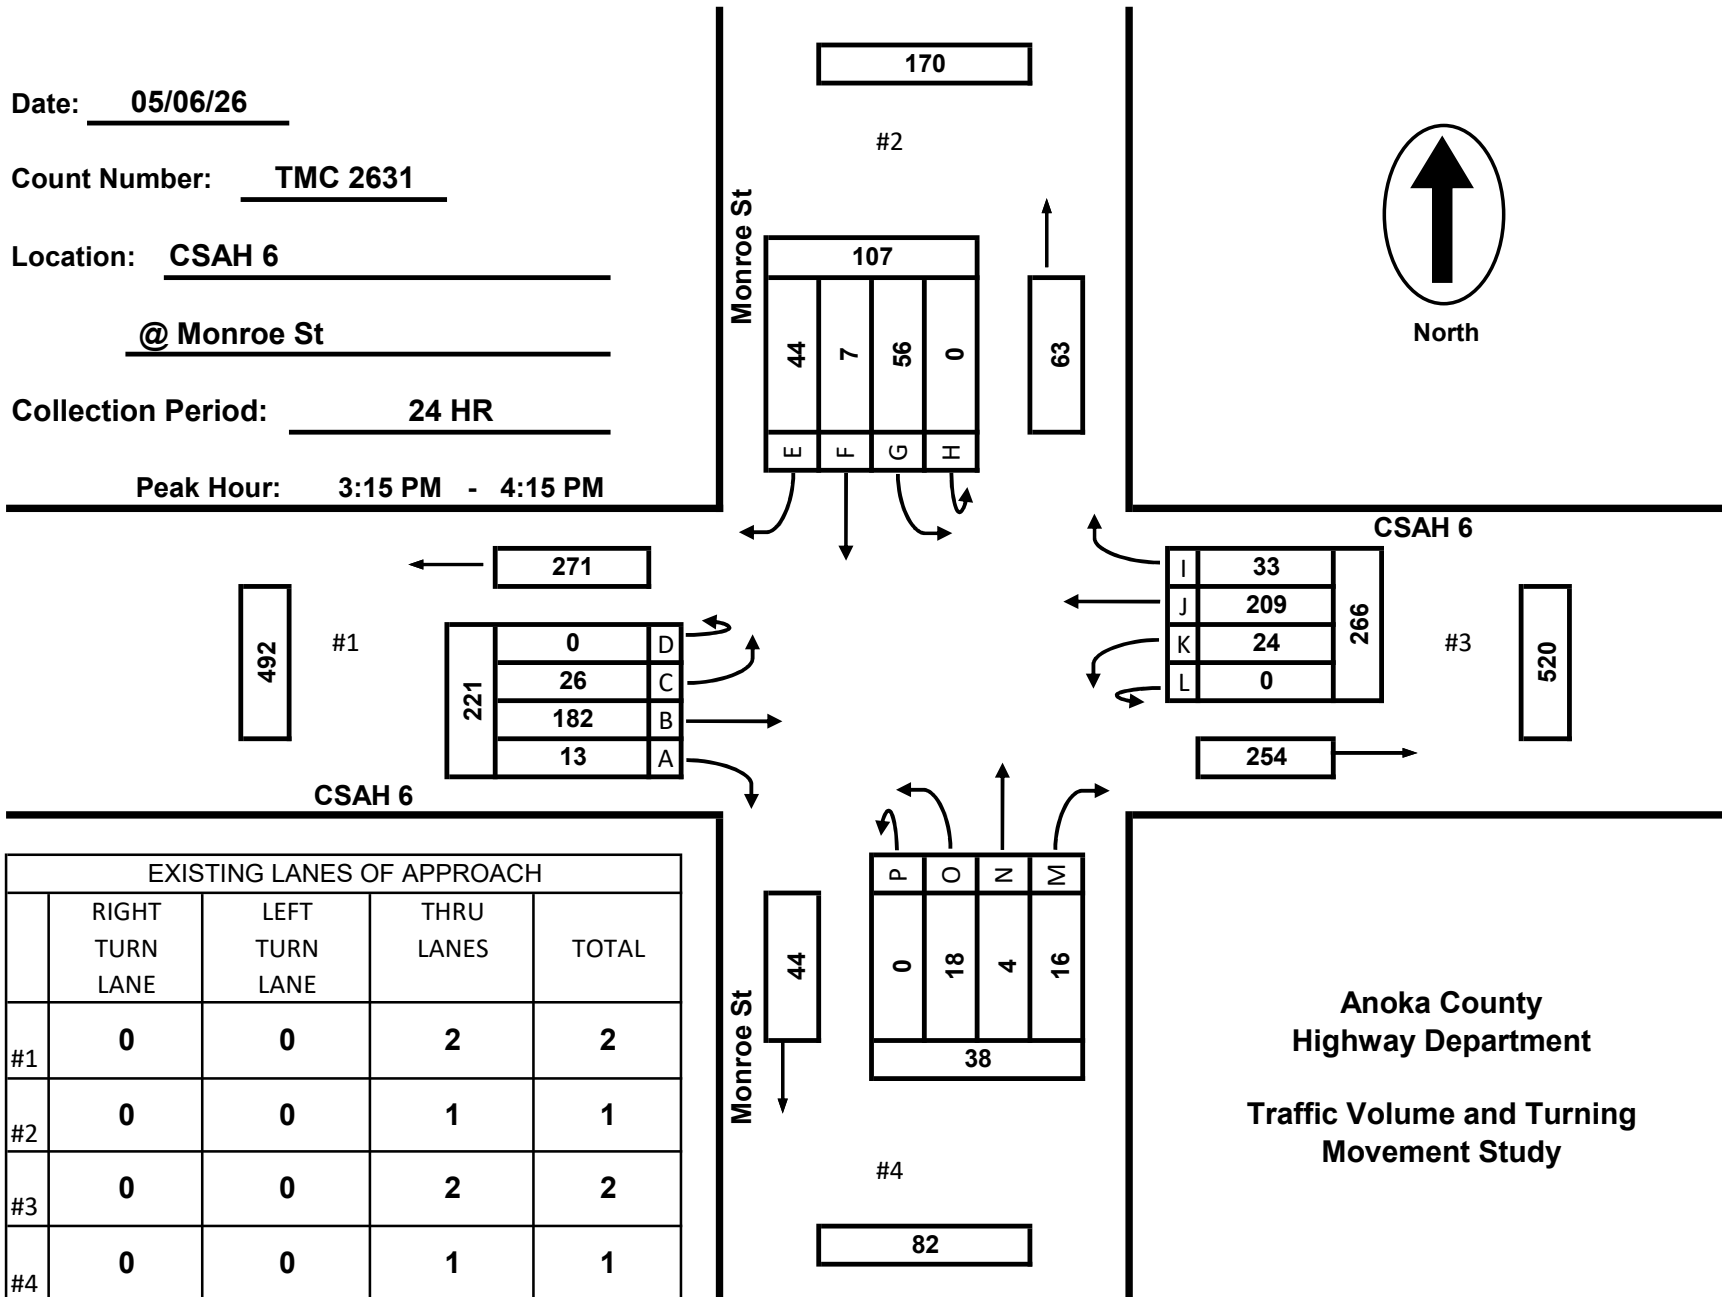 Date: 05/06/26
Count Number: TMC 2631
Location: CSAH 6
@ Monroe St
Collection Period: 24 HR
Peak Hour: 3:15 PM - 4:15 PM
170
#2
Monroe St
107
44 7 56 0
E F G H
63
North
CSAH 6
271
492
#1
221
0 D
26 C
182 B
13 A
CSAH 6
I 33
J 209
K 24
L 0
266
#3
520
254
P O N M
0 18 4 16
38
44
Monroe St
#4
82
EXISTING LANES OF APPROACH
RIGHT TURN LANE
LEFT TURN LANE
THRU LANES
TOTAL
#1 0 0 2 2
#2 0 0 1 1
#3 0 0 2 2
#4 0 0 1 1
Anoka County
Highway Department
Traffic Volume and Turning
Movement Study